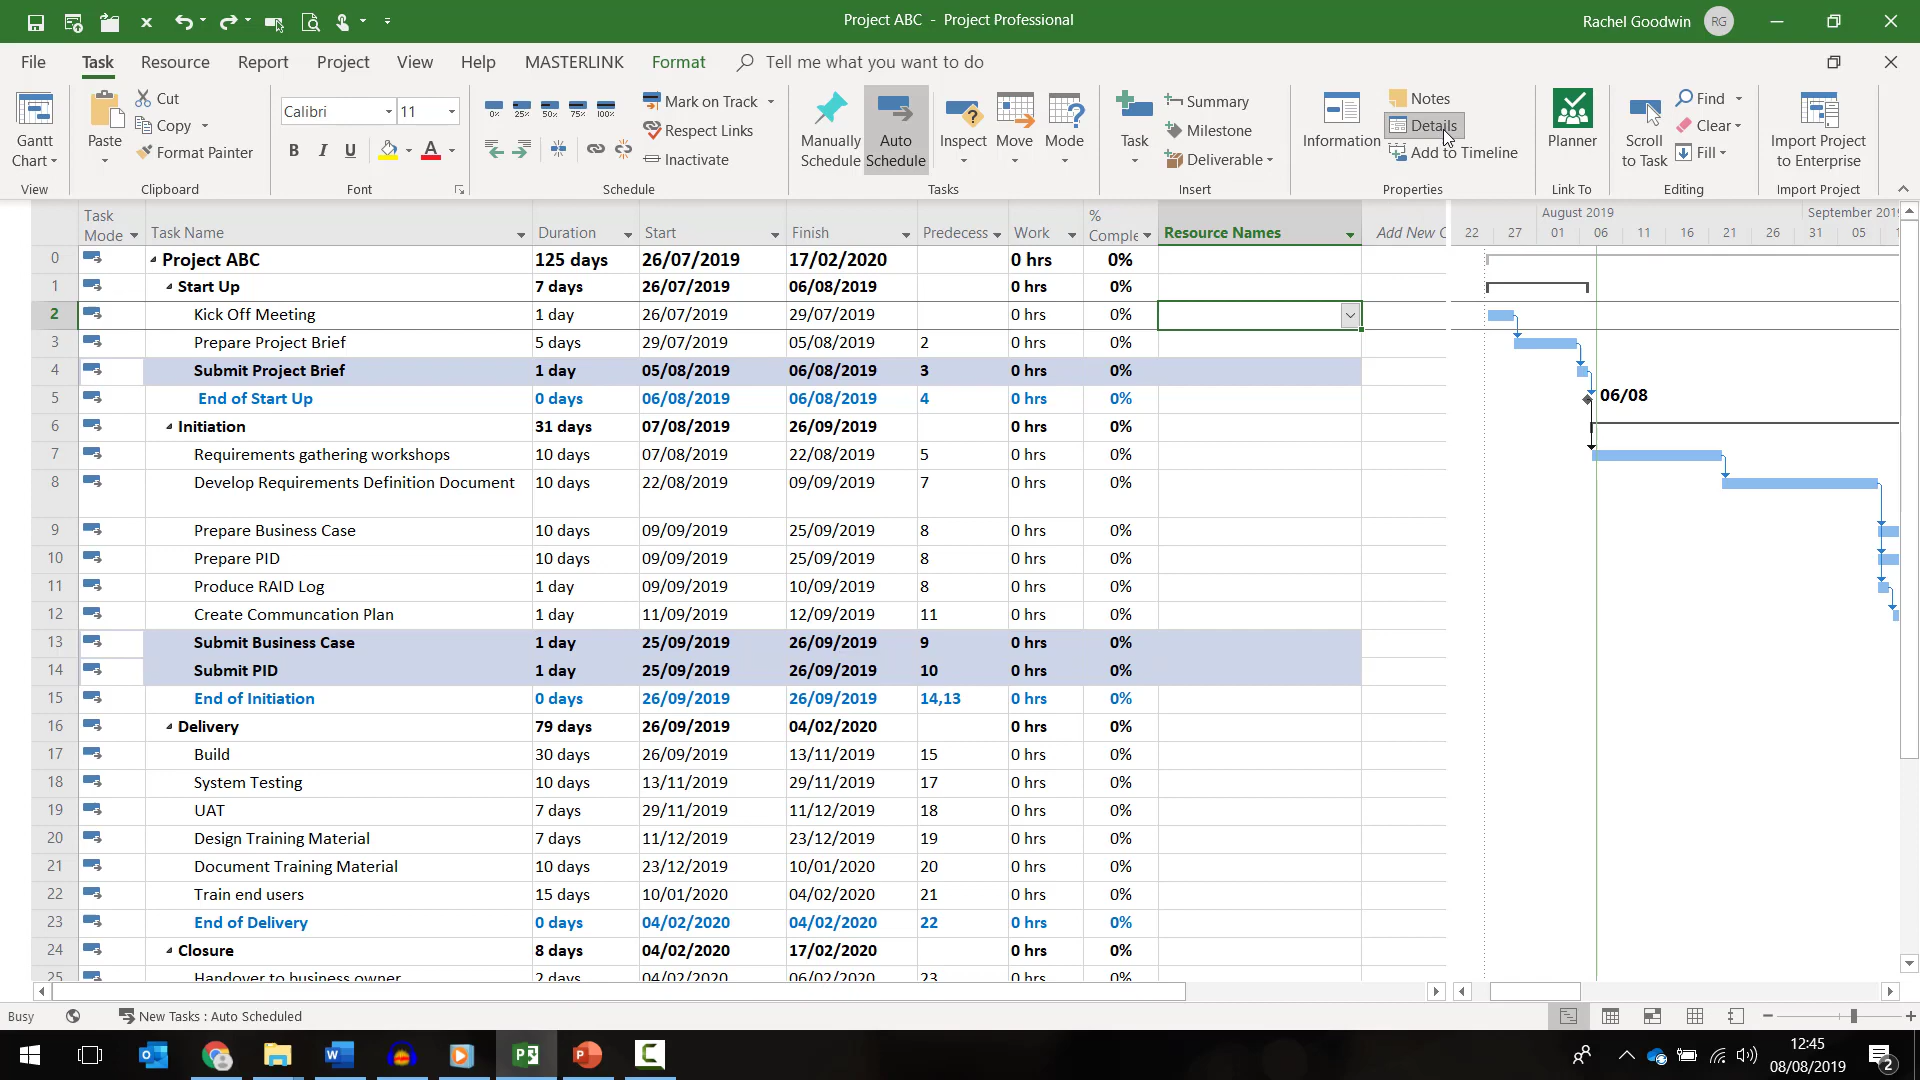 Project ABC - Project Professional
Rachel Goodwin RG
File Task Resource Report Project View Help MASTERLINK Format Tell me what you want to do
Gantt Chart
View
Paste
Cut
Copy
Format Painter
Clipboard
Calibri 11
B I U A
Font
0% 25% 50% 75% 100%
Mark on Track
Respect Links
Inactivate
Schedule
Manually Schedule
Auto Schedule
Inspect
Move
Mode
Tasks
Task
Summary
Milestone
Deliverable
Insert
Information
Notes
Details
Add to Timeline
Properties
Planner
Link To
Scroll to Task
Find
Clear
Fill
Editing
Import Project to Enterprise
Import Project
Task Mode Task Name Duration Start Finish Predecess Work % Comple Resource Names Add New C
August 2019 September 2019
22 27 01 06 11 16 21 26 31 05
0 Project ABC 125 days 26/07/2019 17/02/2020 0 hrs 0%
1 Start Up 7 days 26/07/2019 06/08/2019 0 hrs 0%
2 Kick Off Meeting 1 day 26/07/2019 29/07/2019 0 hrs 0%
3 Prepare Project Brief 5 days 29/07/2019 05/08/2019 2 0 hrs 0%
4 Submit Project Brief 1 day 05/08/2019 06/08/2019 3 0 hrs 0%
5 End of Start Up 0 days 06/08/2019 06/08/2019 4 0 hrs 0% 06/08
6 Initiation 31 days 07/08/2019 26/09/2019 0 hrs 0%
7 Requirements gathering workshops 10 days 07/08/2019 22/08/2019 5 0 hrs 0%
8 Develop Requirements Definition Document 10 days 22/08/2019 09/09/2019 7 0 hrs 0%
9 Prepare Business Case 10 days 09/09/2019 25/09/2019 8 0 hrs 0%
10 Prepare PID 10 days 09/09/2019 25/09/2019 8 0 hrs 0%
11 Produce RAID Log 1 day 09/09/2019 10/09/2019 8 0 hrs 0%
12 Create Communcation Plan 1 day 11/09/2019 12/09/2019 11 0 hrs 0%
13 Submit Business Case 1 day 25/09/2019 26/09/2019 9 0 hrs 0%
14 Submit PID 1 day 25/09/2019 26/09/2019 10 0 hrs 0%
15 End of Initiation 0 days 26/09/2019 26/09/2019 14,13 0 hrs 0%
16 Delivery 79 days 26/09/2019 04/02/2020 0 hrs 0%
17 Build 30 days 26/09/2019 13/11/2019 15 0 hrs 0%
18 System Testing 10 days 13/11/2019 29/11/2019 17 0 hrs 0%
19 UAT 7 days 29/11/2019 11/12/2019 18 0 hrs 0%
20 Design Training Material 7 days 11/12/2019 23/12/2019 19 0 hrs 0%
21 Document Training Material 10 days 23/12/2019 10/01/2020 20 0 hrs 0%
22 Train end users 15 days 10/01/2020 04/02/2020 21 0 hrs 0%
23 End of Delivery 0 days 04/02/2020 04/02/2020 22 0 hrs 0%
24 Closure 8 days 04/02/2020 17/02/2020 0 hrs 0%
25 Handover to business owner 2 days 04/02/2020 06/02/2020 23 0 hrs 0%
Busy New Tasks : Auto Scheduled
12:45
08/08/2019
2